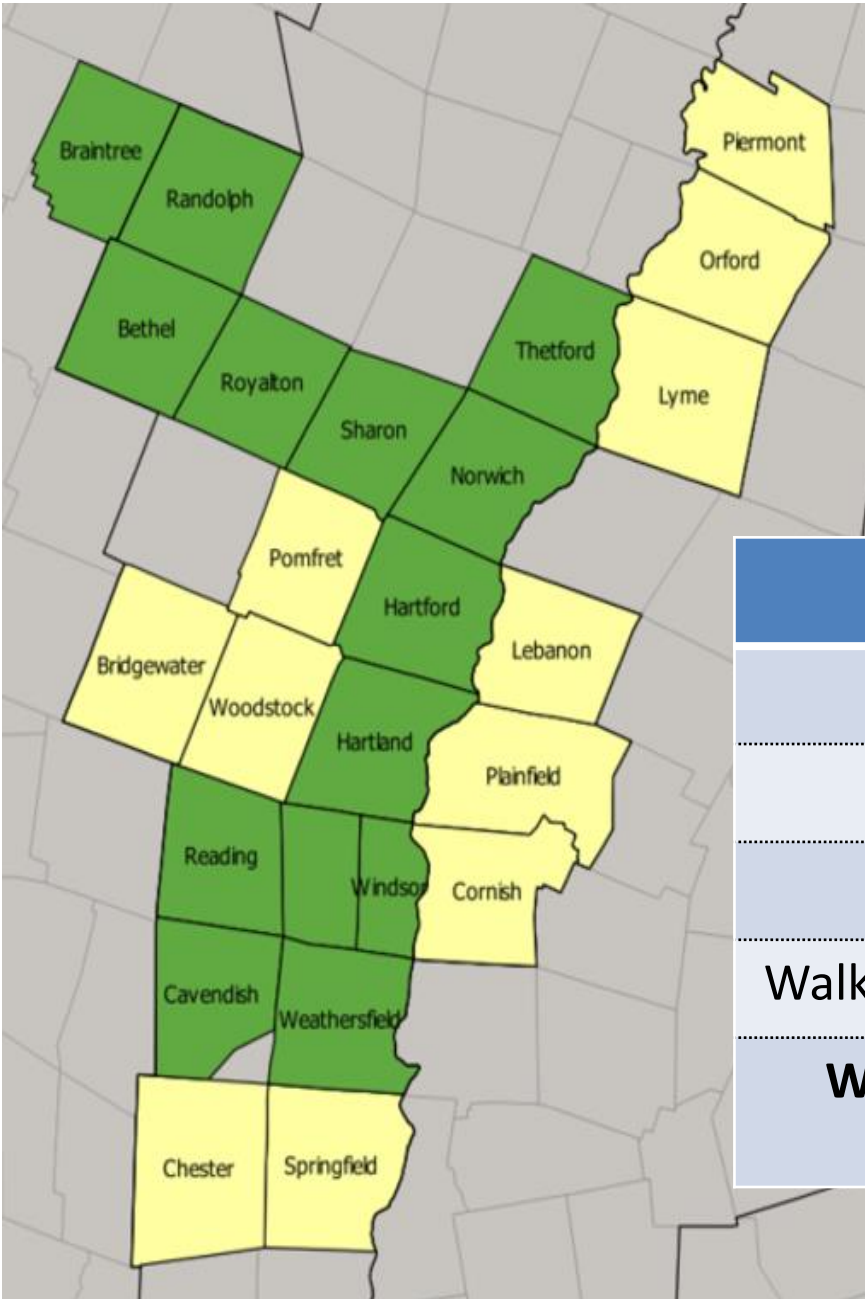 Piermont
Braintree
Randolph
Orford
Bethel
Thetford
Royalton
Lyme
Sharon
Norwich
Pomfret
Hartford
Lebanon
Bridgewater
Woodstock
Hartland
Plainfield
Reading
Windsor
Cornish
Cavendish
Walk
Weathersfield
W
Chester
Springfield